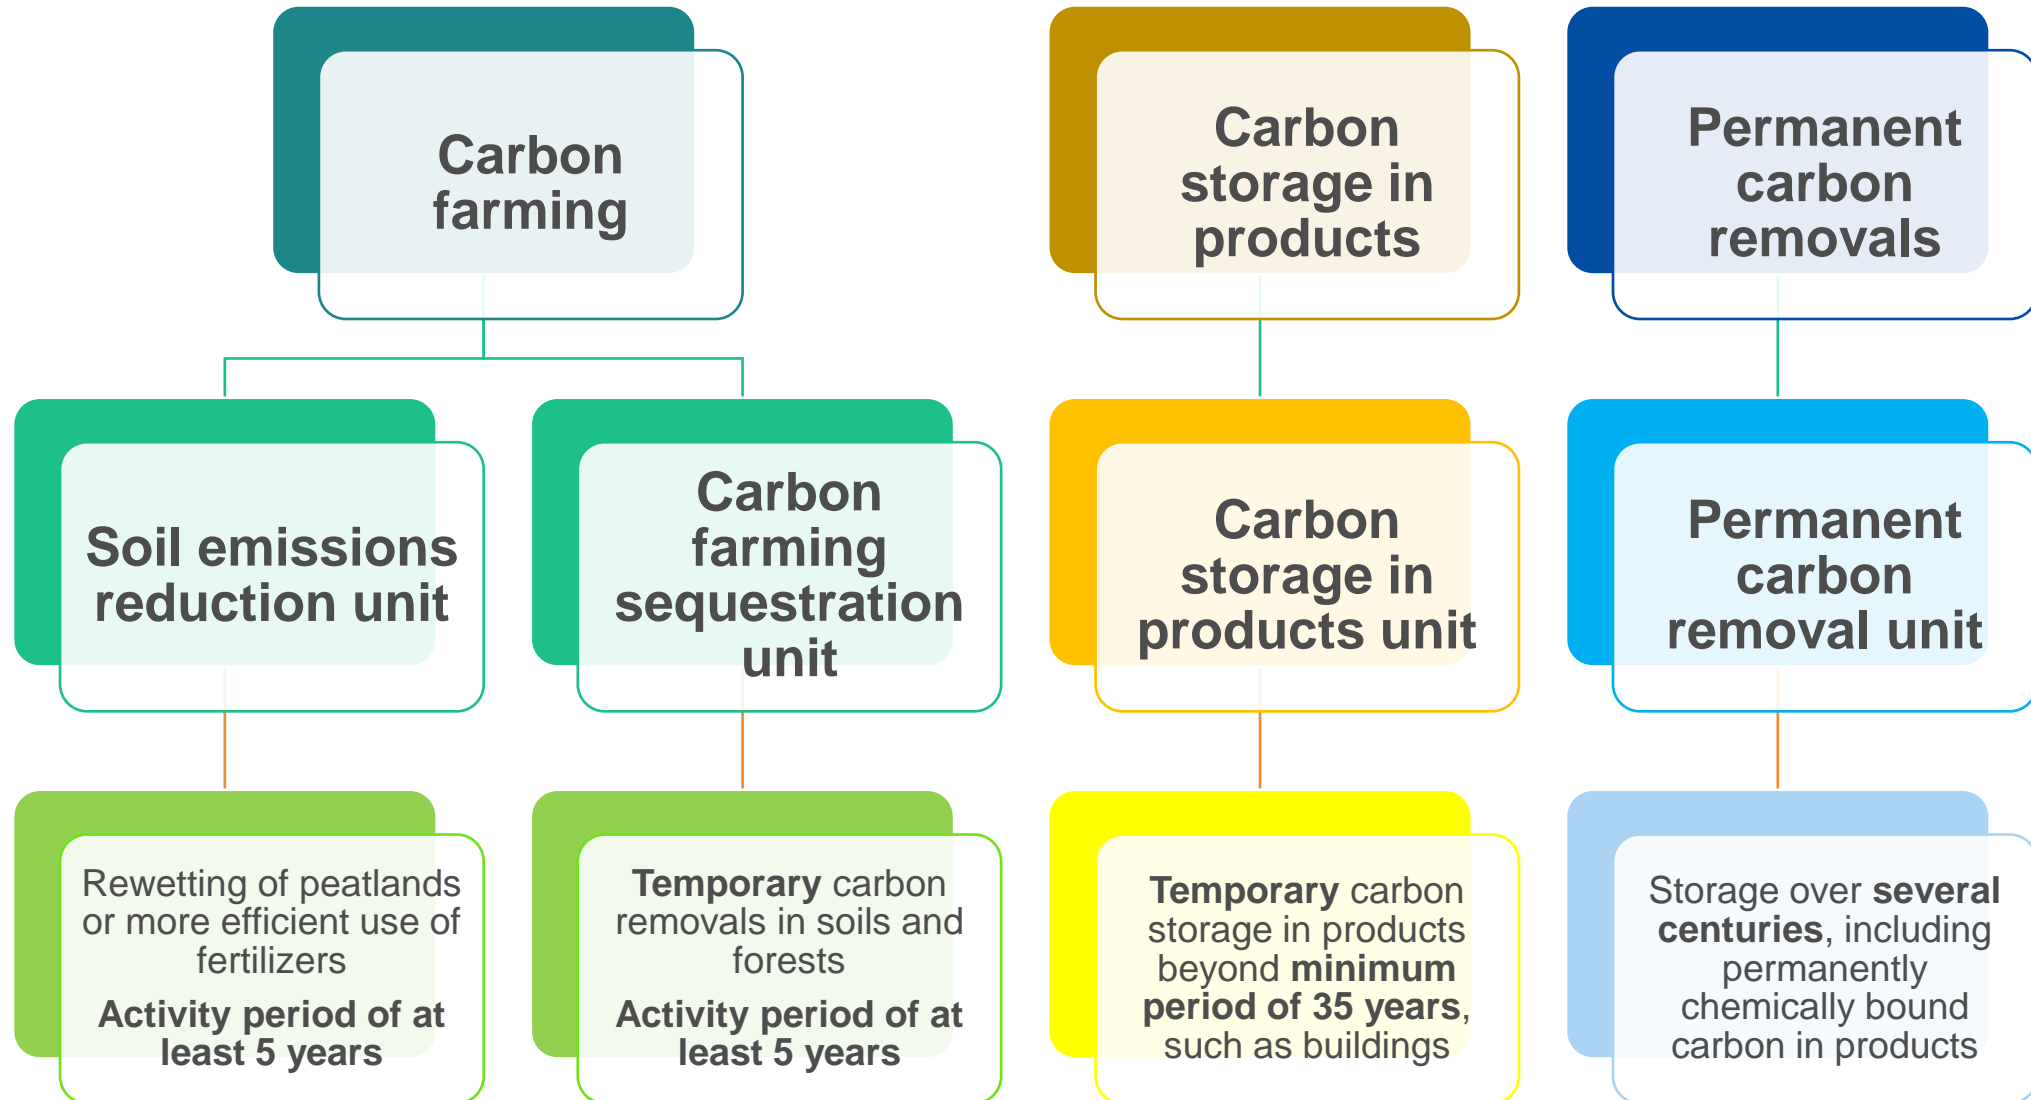 Carbon
farming
Carbon
storage in
products
Permanent
carbon
removals
Soil emissions
reduction unit
Carbon
farming
sequestration
unit
Carbon
storage in
products unit
Permanent
carbon
removal unit
Rewetting of peatlands
or more efficient use of
fertilizers
Activity period of at
least 5 years
Temporary carbon
removals in soils and
forests
Activity period of at
least 5 years
Temporary carbon
storage in products
beyond minimum
period of 35 years,
such as buildings
Storage over several
centuries, including
permanently
chemically bound
carbon in products